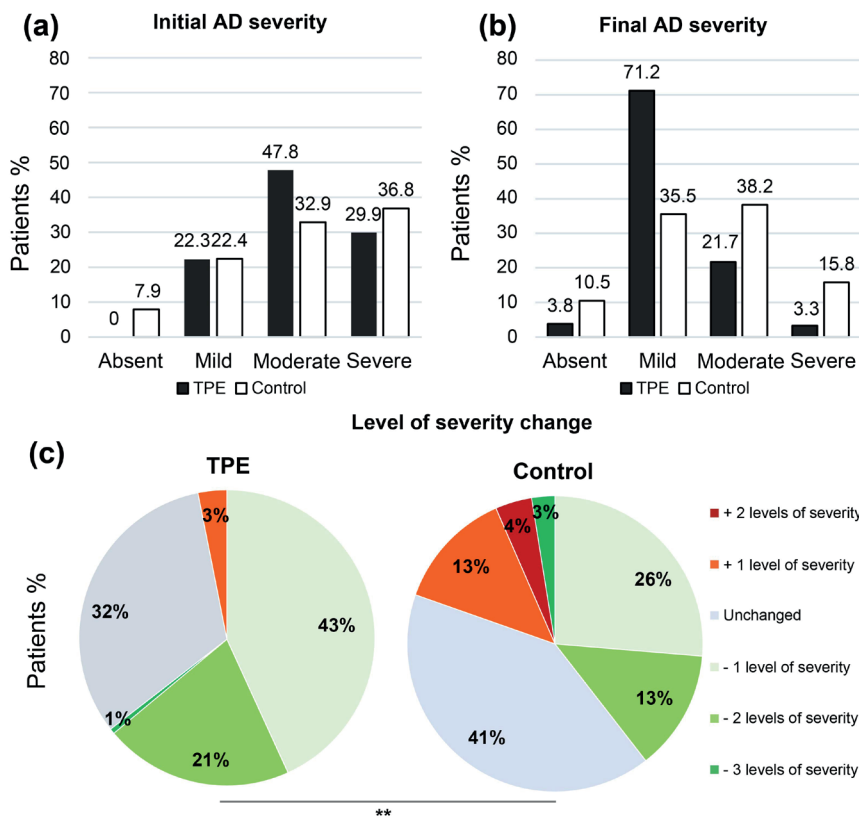 (a) Initial AD severity
Patients %
80
70
60
50
40
30
20
10
0
0
7.9
22.3
22.4
47.8
32.9
29.9
36.8
Absent Mild Moderate Severe
TPE Control
(b) Final AD severity
Patients %
80
70
60
50
40
30
20
10
0
3.8
10.5
71.2
35.5
21.7
38.2
3.3
15.8
Absent Mild Moderate Severe
TPE Control
Level of severity change
(c)
Patients %
TPE
3%
43%
32%
1%
21%
Control
4%
3%
13%
26%
13%
41%
+ 2 levels of severity
+ 1 level of severity
Unchanged
- 1 level of severity
- 2 levels of severity
- 3 levels of severity
**